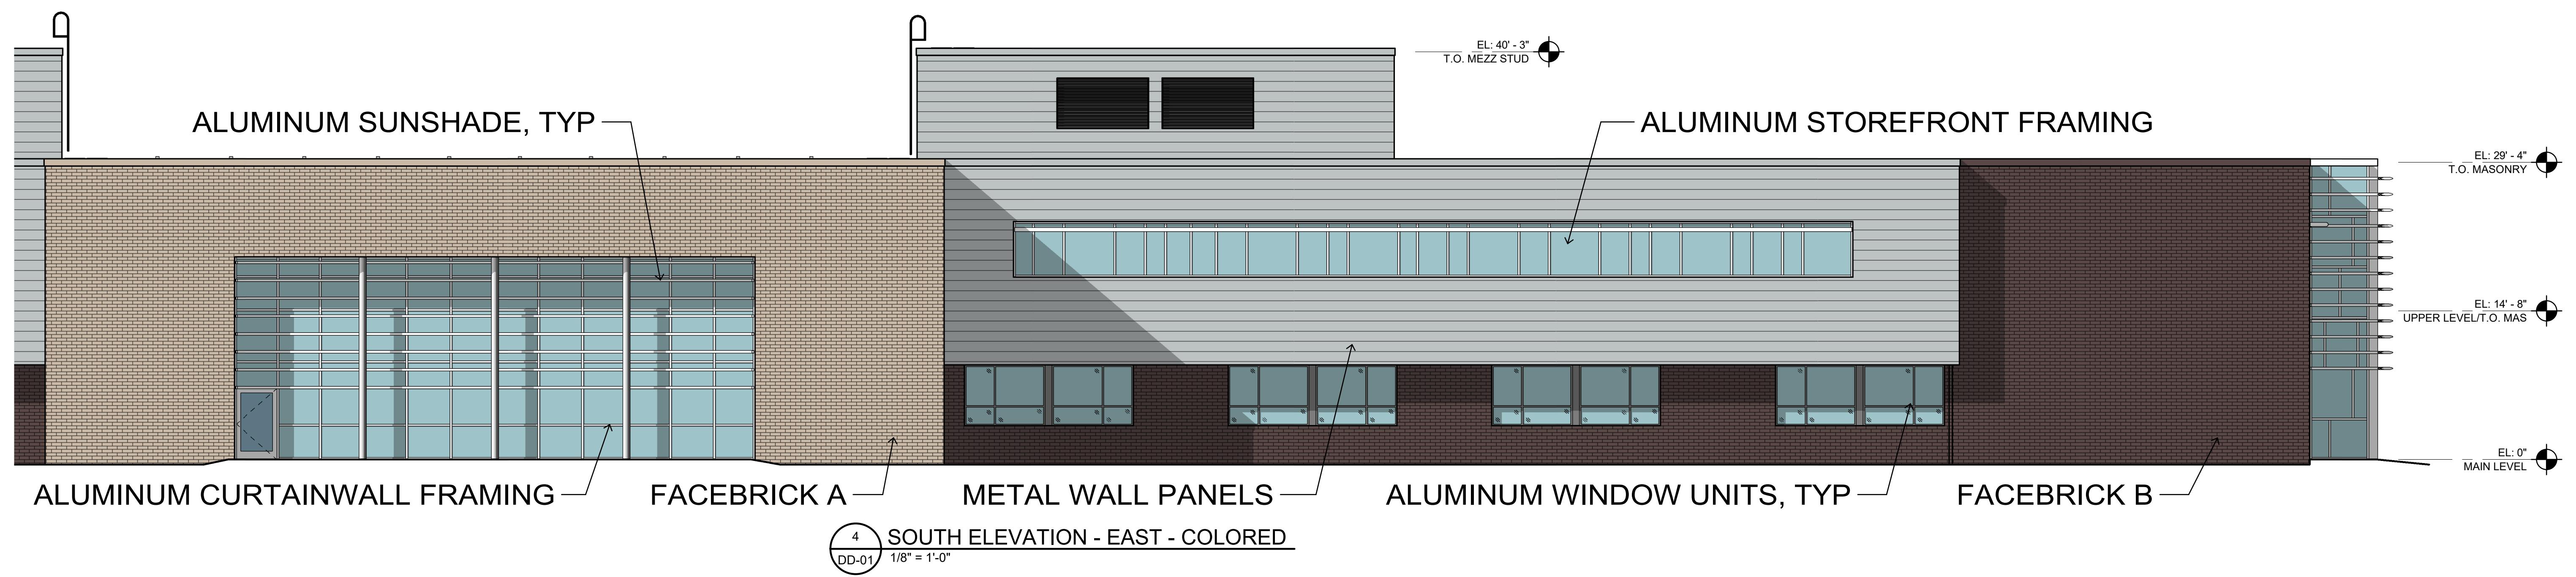 EL: 40' - 3"
T.O. MEZZ STUD
ALUMINUM SUNSHADE, TYP
ALUMINUM STOREFRONT FRAMING
EL: 29' - 4"
T.O. MASONRY
EL: 14' - 8"
UPPER LEVEL/T.O. MAS
EL: 0"
MAIN LEVEL
ALUMINUM CURTAINWALL FRAMING
FACEBRICK A
METAL WALL PANELS
ALUMINUM WINDOW UNITS, TYP
FACEBRICK B
4
DD-01
SOUTH ELEVATION - EAST - COLORED
1/8" = 1'-0"